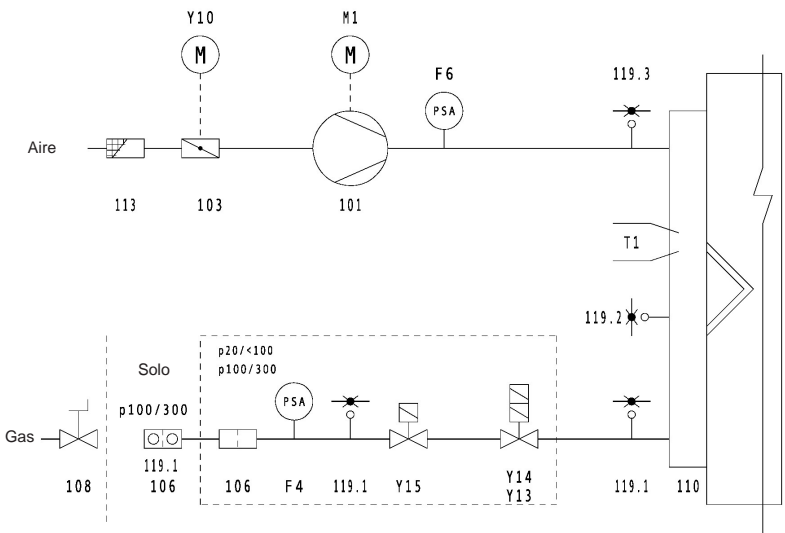 Y10
M1
M
M
F6
119.3
PSA
Aire
113
103
101
T1
119.2
p20/<100
p100/300
Solo
p100/300
PSA
Gas
119.1
108
106
106
F4
119.1
Y15
Y14
Y13
119.1
110